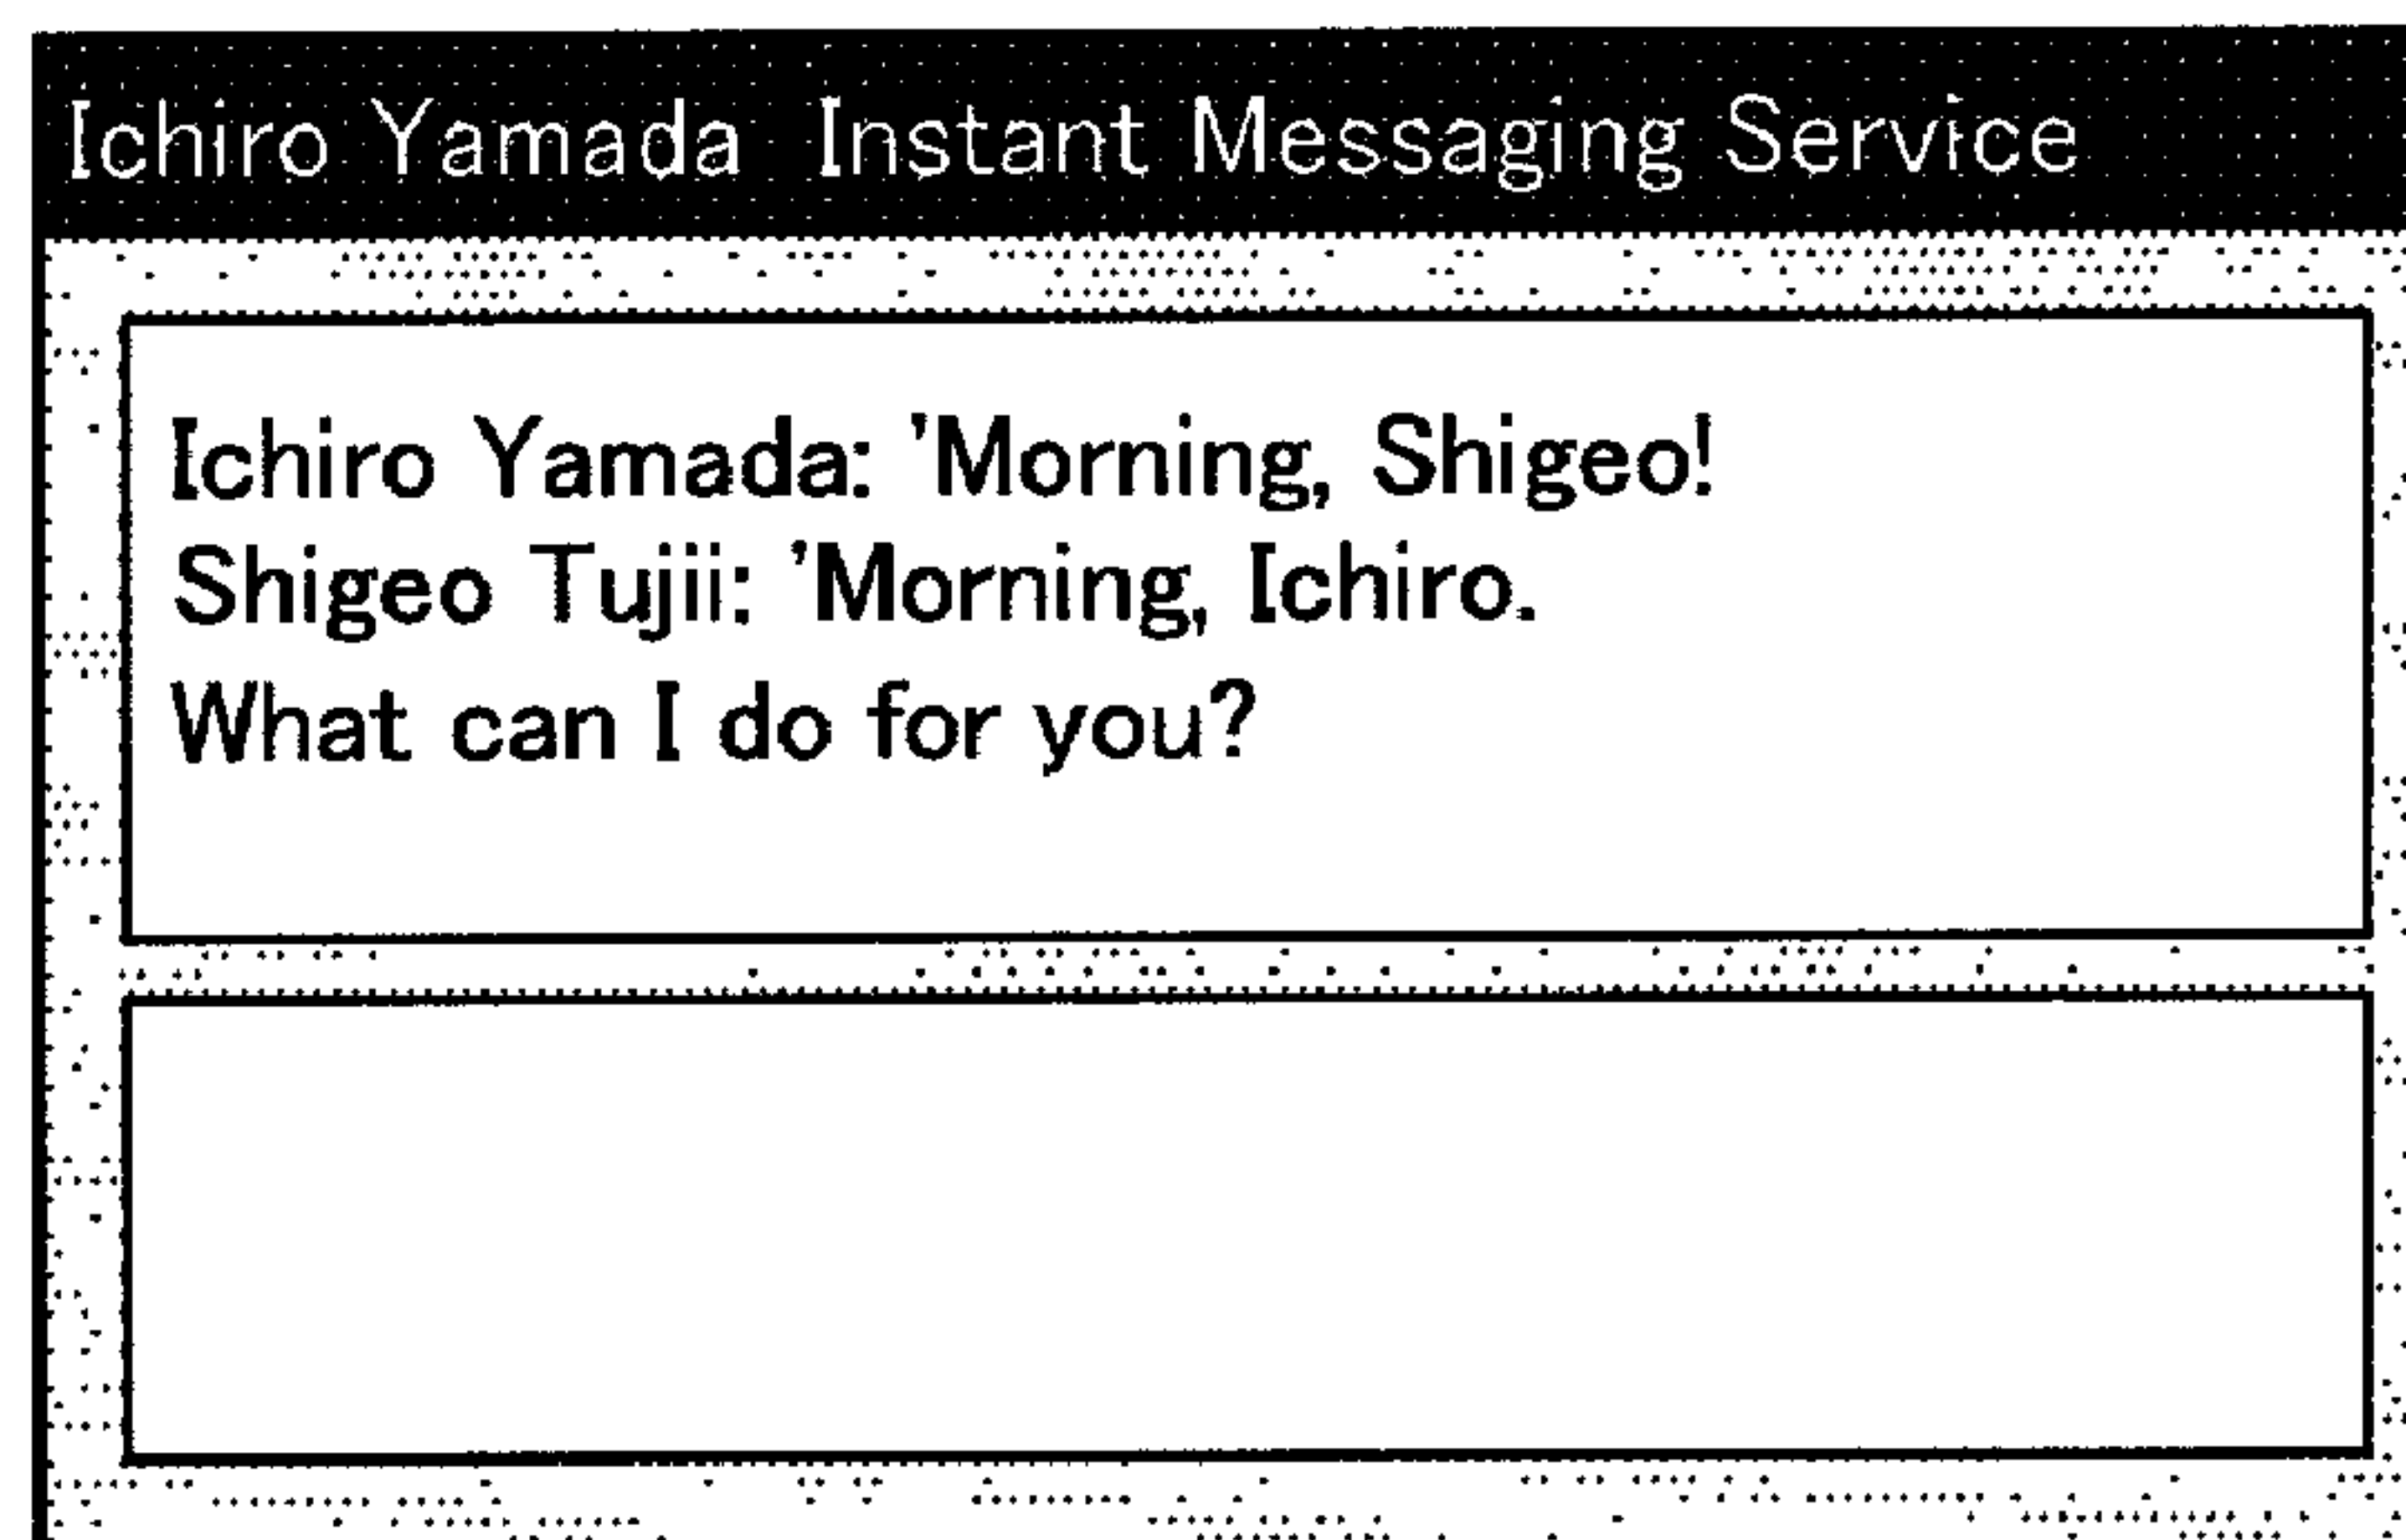 Ichiro Yamada Instant Messaging Service
Ichiro Yamada: 'Morning, Shigeo!
Shigeo Tujii: 'Morning, Ichiro.
What can I do for you?